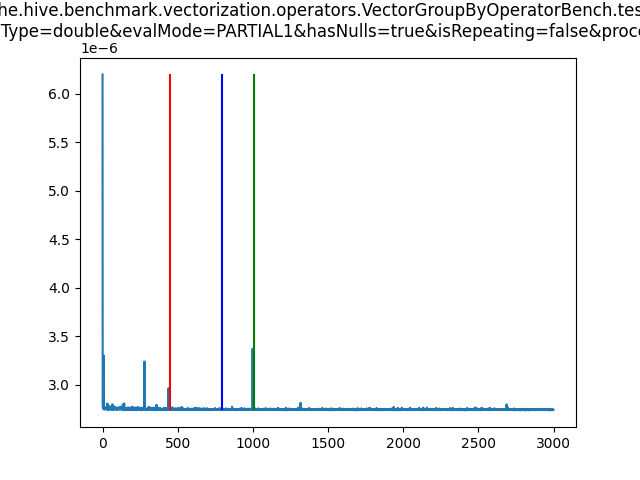 he.hive.benchmark.vectorization.operators.VectorGroupByOperatorBench.tes
Type=double&evalMode=PARTIAL1&hasNulls=true&isRepeating=false&proce
1e−6
6.0
5.5
5.0
4.5
4.0
3.5
3.0
0 500 1000 1500 2000 2500 3000